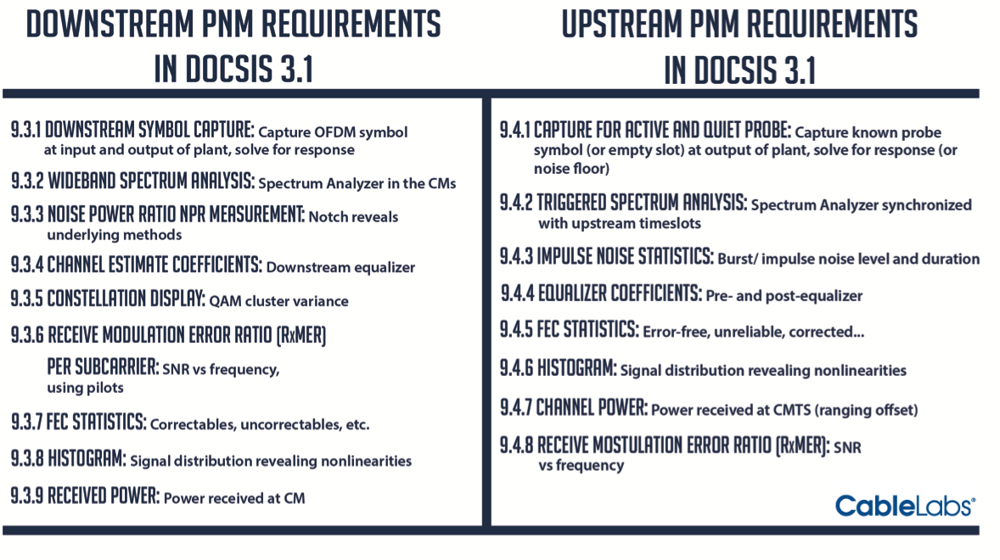 DOWNSTREAM PNM REQUIREMENTS
IN DOCSIS 3.1
9.3.1 DOWNSTREAM SYMBOL CAPTURE: Capture OFDM symbol
at input and output of plant, solve for response
9.3.2 WIDEBAND SPECTRUM ANALYSIS: Spectrum Analyzer in the CMs
9.3.3 NOISE POWER RATIO NPR MEASUREMENT: Notch reveals
underlying methods
9.3.4 CHANNEL ESTIMATE COEFFICIENTS: Downstream equalizer
9.3.5 CONSTELLATION DISPLAY: QAM cluster variance
9.3.6 RECEIVE MODULATION ERROR RATIO (RxMER)
PER SUBCARRIER: SNR vs frequency,
using pilots
9.3.7 FEC STATISTICS: Correctables, uncorrectables, etc.
9.3.8 HISTOGRAM: Signal distribution revealing nonlinearities
9.3.9 RECEIVED POWER: Power received at CM
UPSTREAM PNM REQUIREMENTS
IN DOCSIS 3.1
9.4.1 CAPTURE FOR ACTIVE AND QUIET PROBE: Capture known probe
symbol (or empty slot) at output of plant, solve for response (or
noise floor)
9.4.2 TRIGGERED SPECTRUM ANALYSIS: Spectrum Analyzer synchronized
with upstream timeslots
9.4.3 IMPULSE NOISE STATISTICS: Burst/ impulse noise level and duration
9.4.4 EQUALIZER COEFFICIENTS: Pre- and post-equalizer
9.4.5 FEC STATISTICS: Error-free, unreliable, corrected...
9.4.6 HISTOGRAM: Signal distribution revealing nonlinearities
9.4.7 CHANNEL POWER: Power received at CMTS (ranging offset)
9.4.8 RECEIVE MOSTULATION ERROR RATIO (RxMER): SNR
vs frequency
CableLabs®